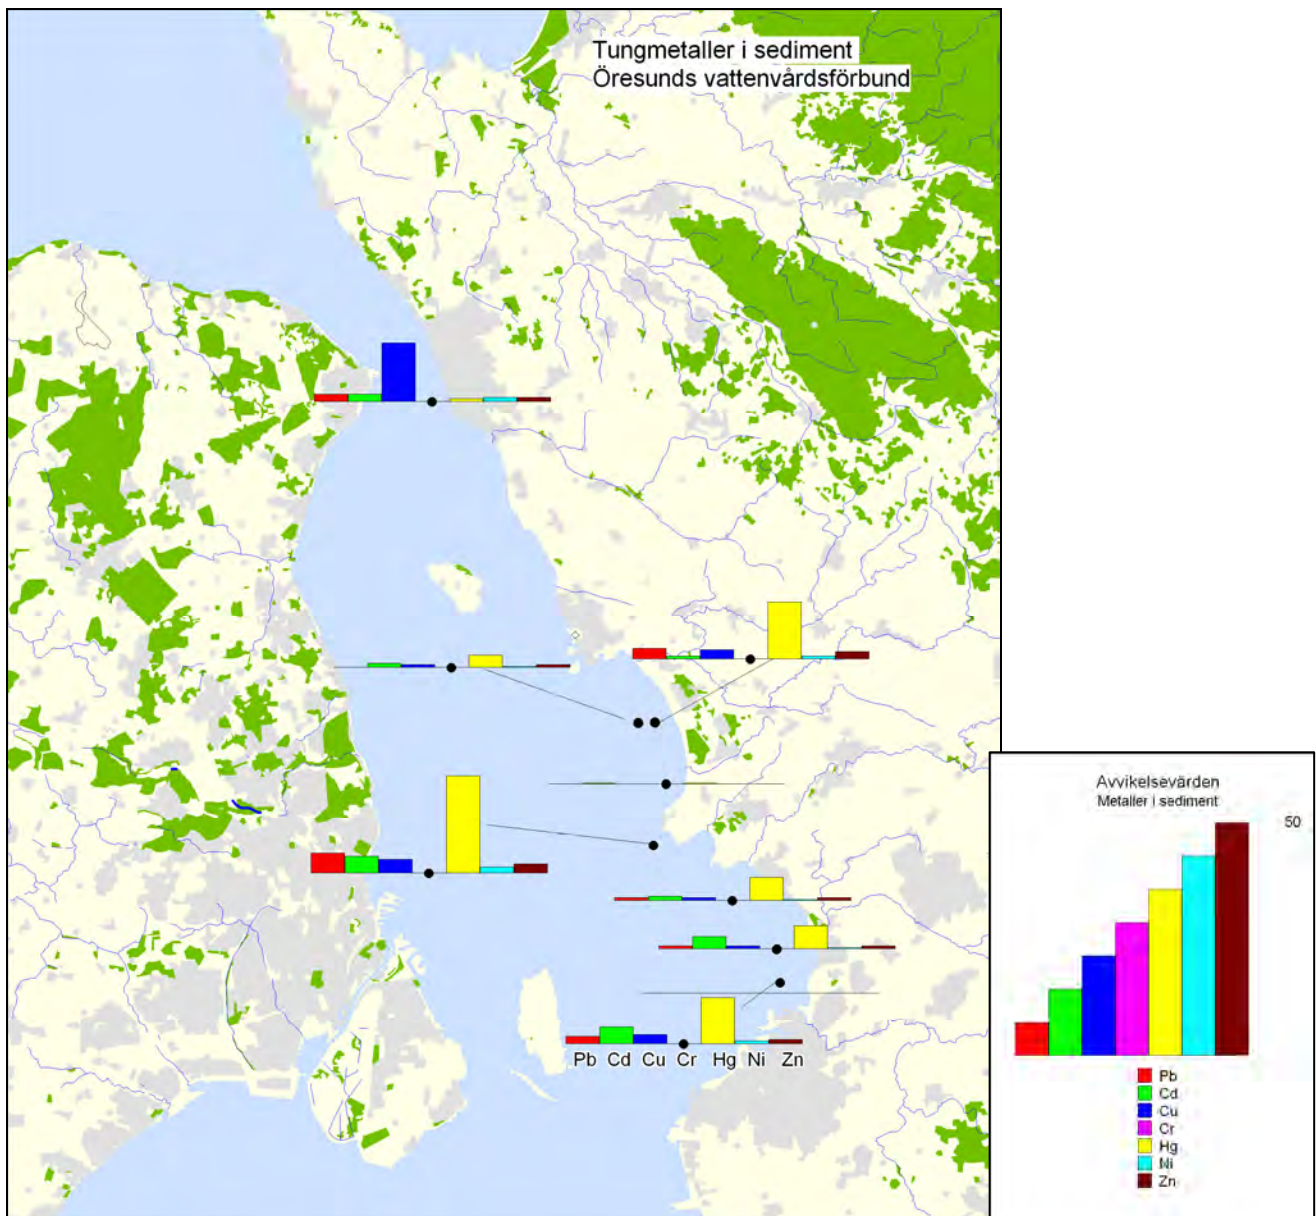 Tungmetaller i sediment
Öresunds vattenvårdsförbund
Pb Cd Cu Cr Hg Ni Zn
Avvikelsevärden
Metaller i sediment
50
Pb
Cd
Cu
Cr
Hg
Ni
Zn